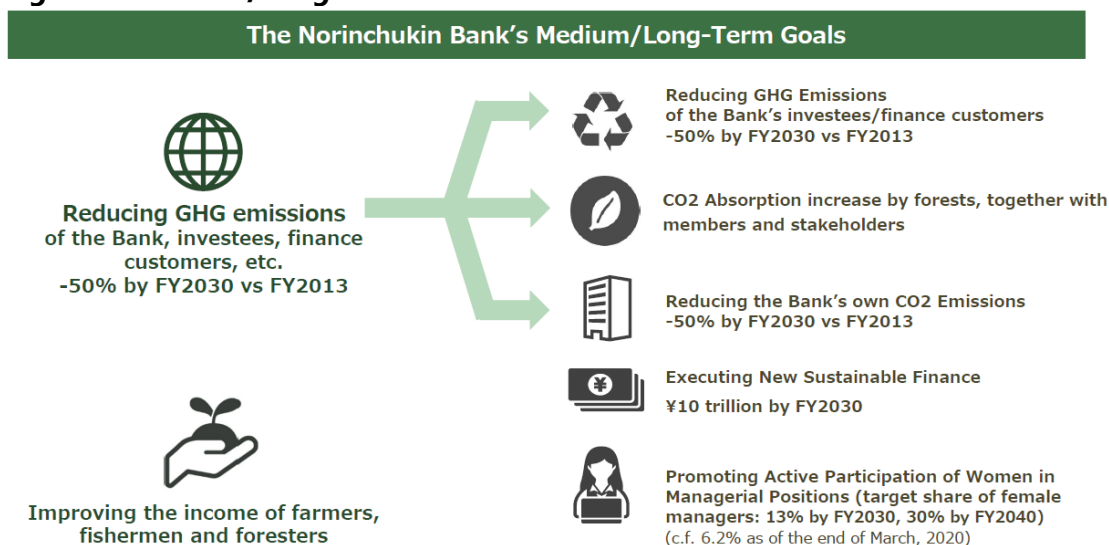 The Norinchukin Bank’s Medium/Long-Term Goals
Reducing GHG emissions
of the Bank, investees, finance
customers, etc.
-50% by FY2030 vs FY2013
Reducing GHG Emissions
of the Bank’s investees/finance customers
-50% by FY2030 vs FY2013
CO2 Absorption increase by forests, together with
members and stakeholders
Reducing the Bank’s own CO2 Emissions
-50% by FY2030 vs FY2013
¥
Executing New Sustainable Finance
¥10 trillion by FY2030
Improving the income of farmers,
fishermen and foresters
Promoting Active Participation of Women in
Managerial Positions (target share of female
managers: 13% by FY2030, 30% by FY2040)
(c.f. 6.2% as of the end of March, 2020)